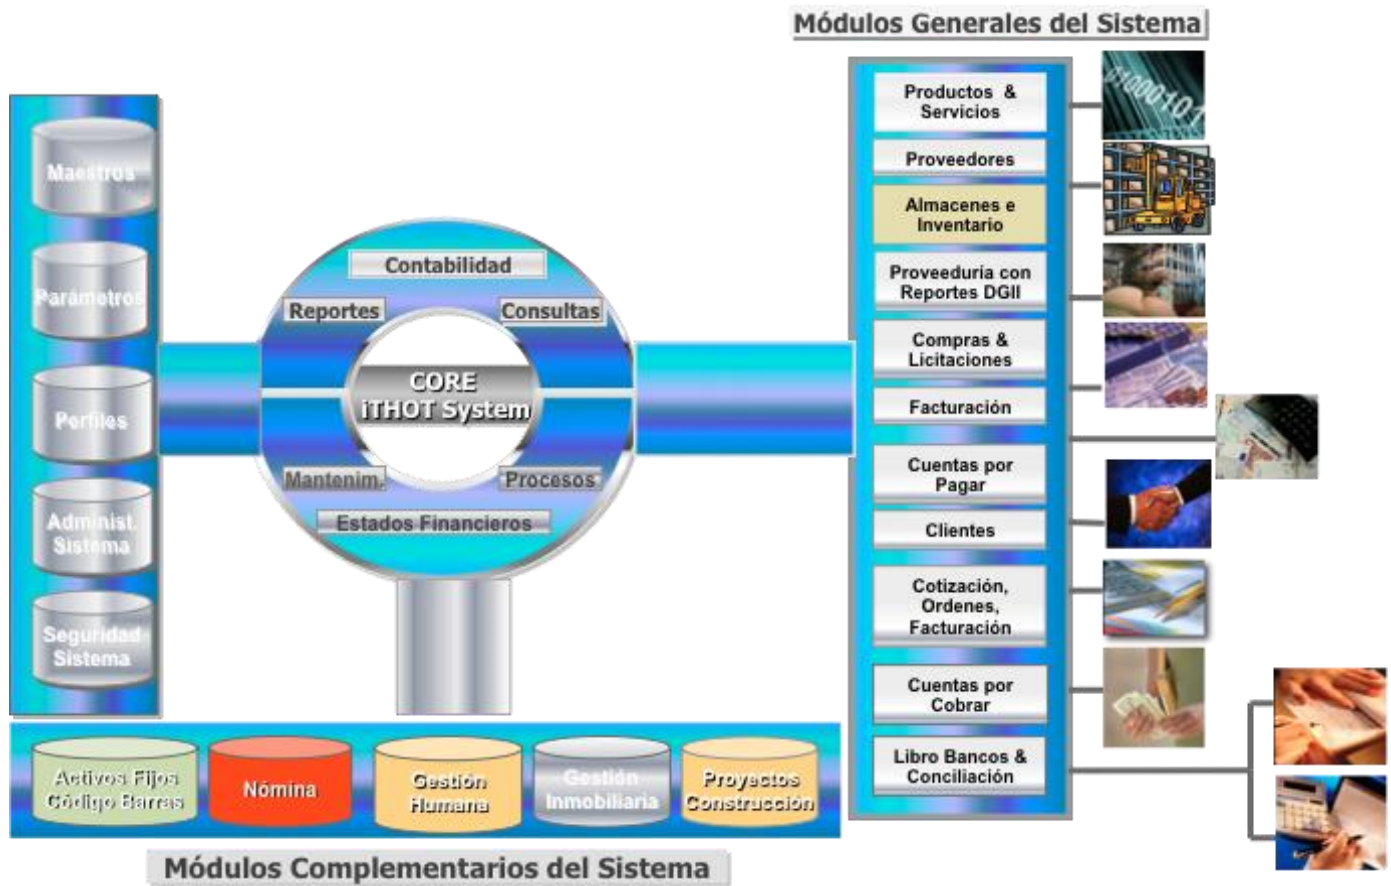 Módulos Generales del Sistema
Maestros
Parámetros
Perfiles
Administ.
Sistema
Seguridad
Sistema
Contabilidad
Reportes
Consultas
CORE
iTHOT System
Mantenim.
Procesos
Estados Financieros
Productos &
Servicios
Proveedores
Almacenes e
Inventario
Proveeduría con
Reportes DGII
Compras &
Licitaciones
Facturación
Cuentas por
Pagar
Clientes
Cotización,
Ordenes,
Facturación
Cuentas por
Cobrar
Libro Bancos &
Conciliación
01000101
Activos Fijos
Código Barras
Nómina
Gestión
Humana
Gestión
Inmobiliaria
Proyectos
Construcción
Módulos Complementarios del Sistema